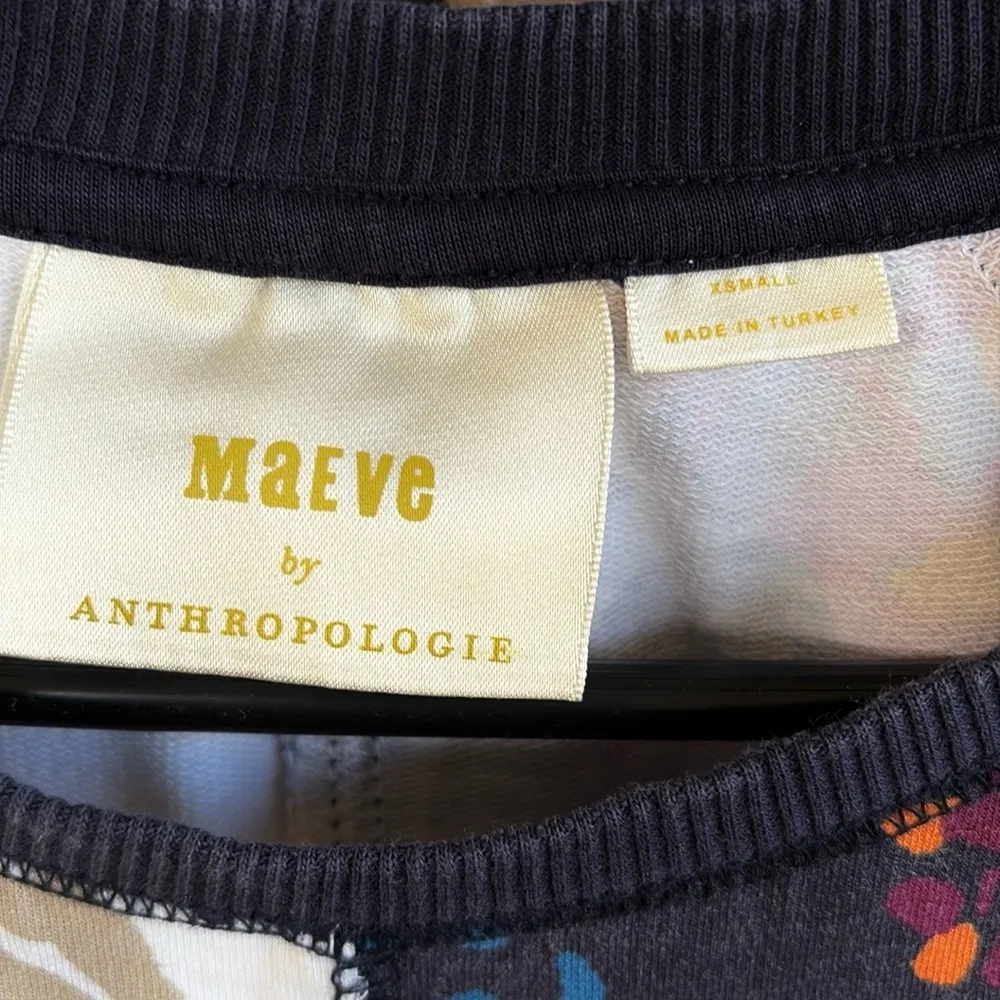 XSMALL
MADE IN TURKEY
MaEve
by
ANTHROPOLOGIE